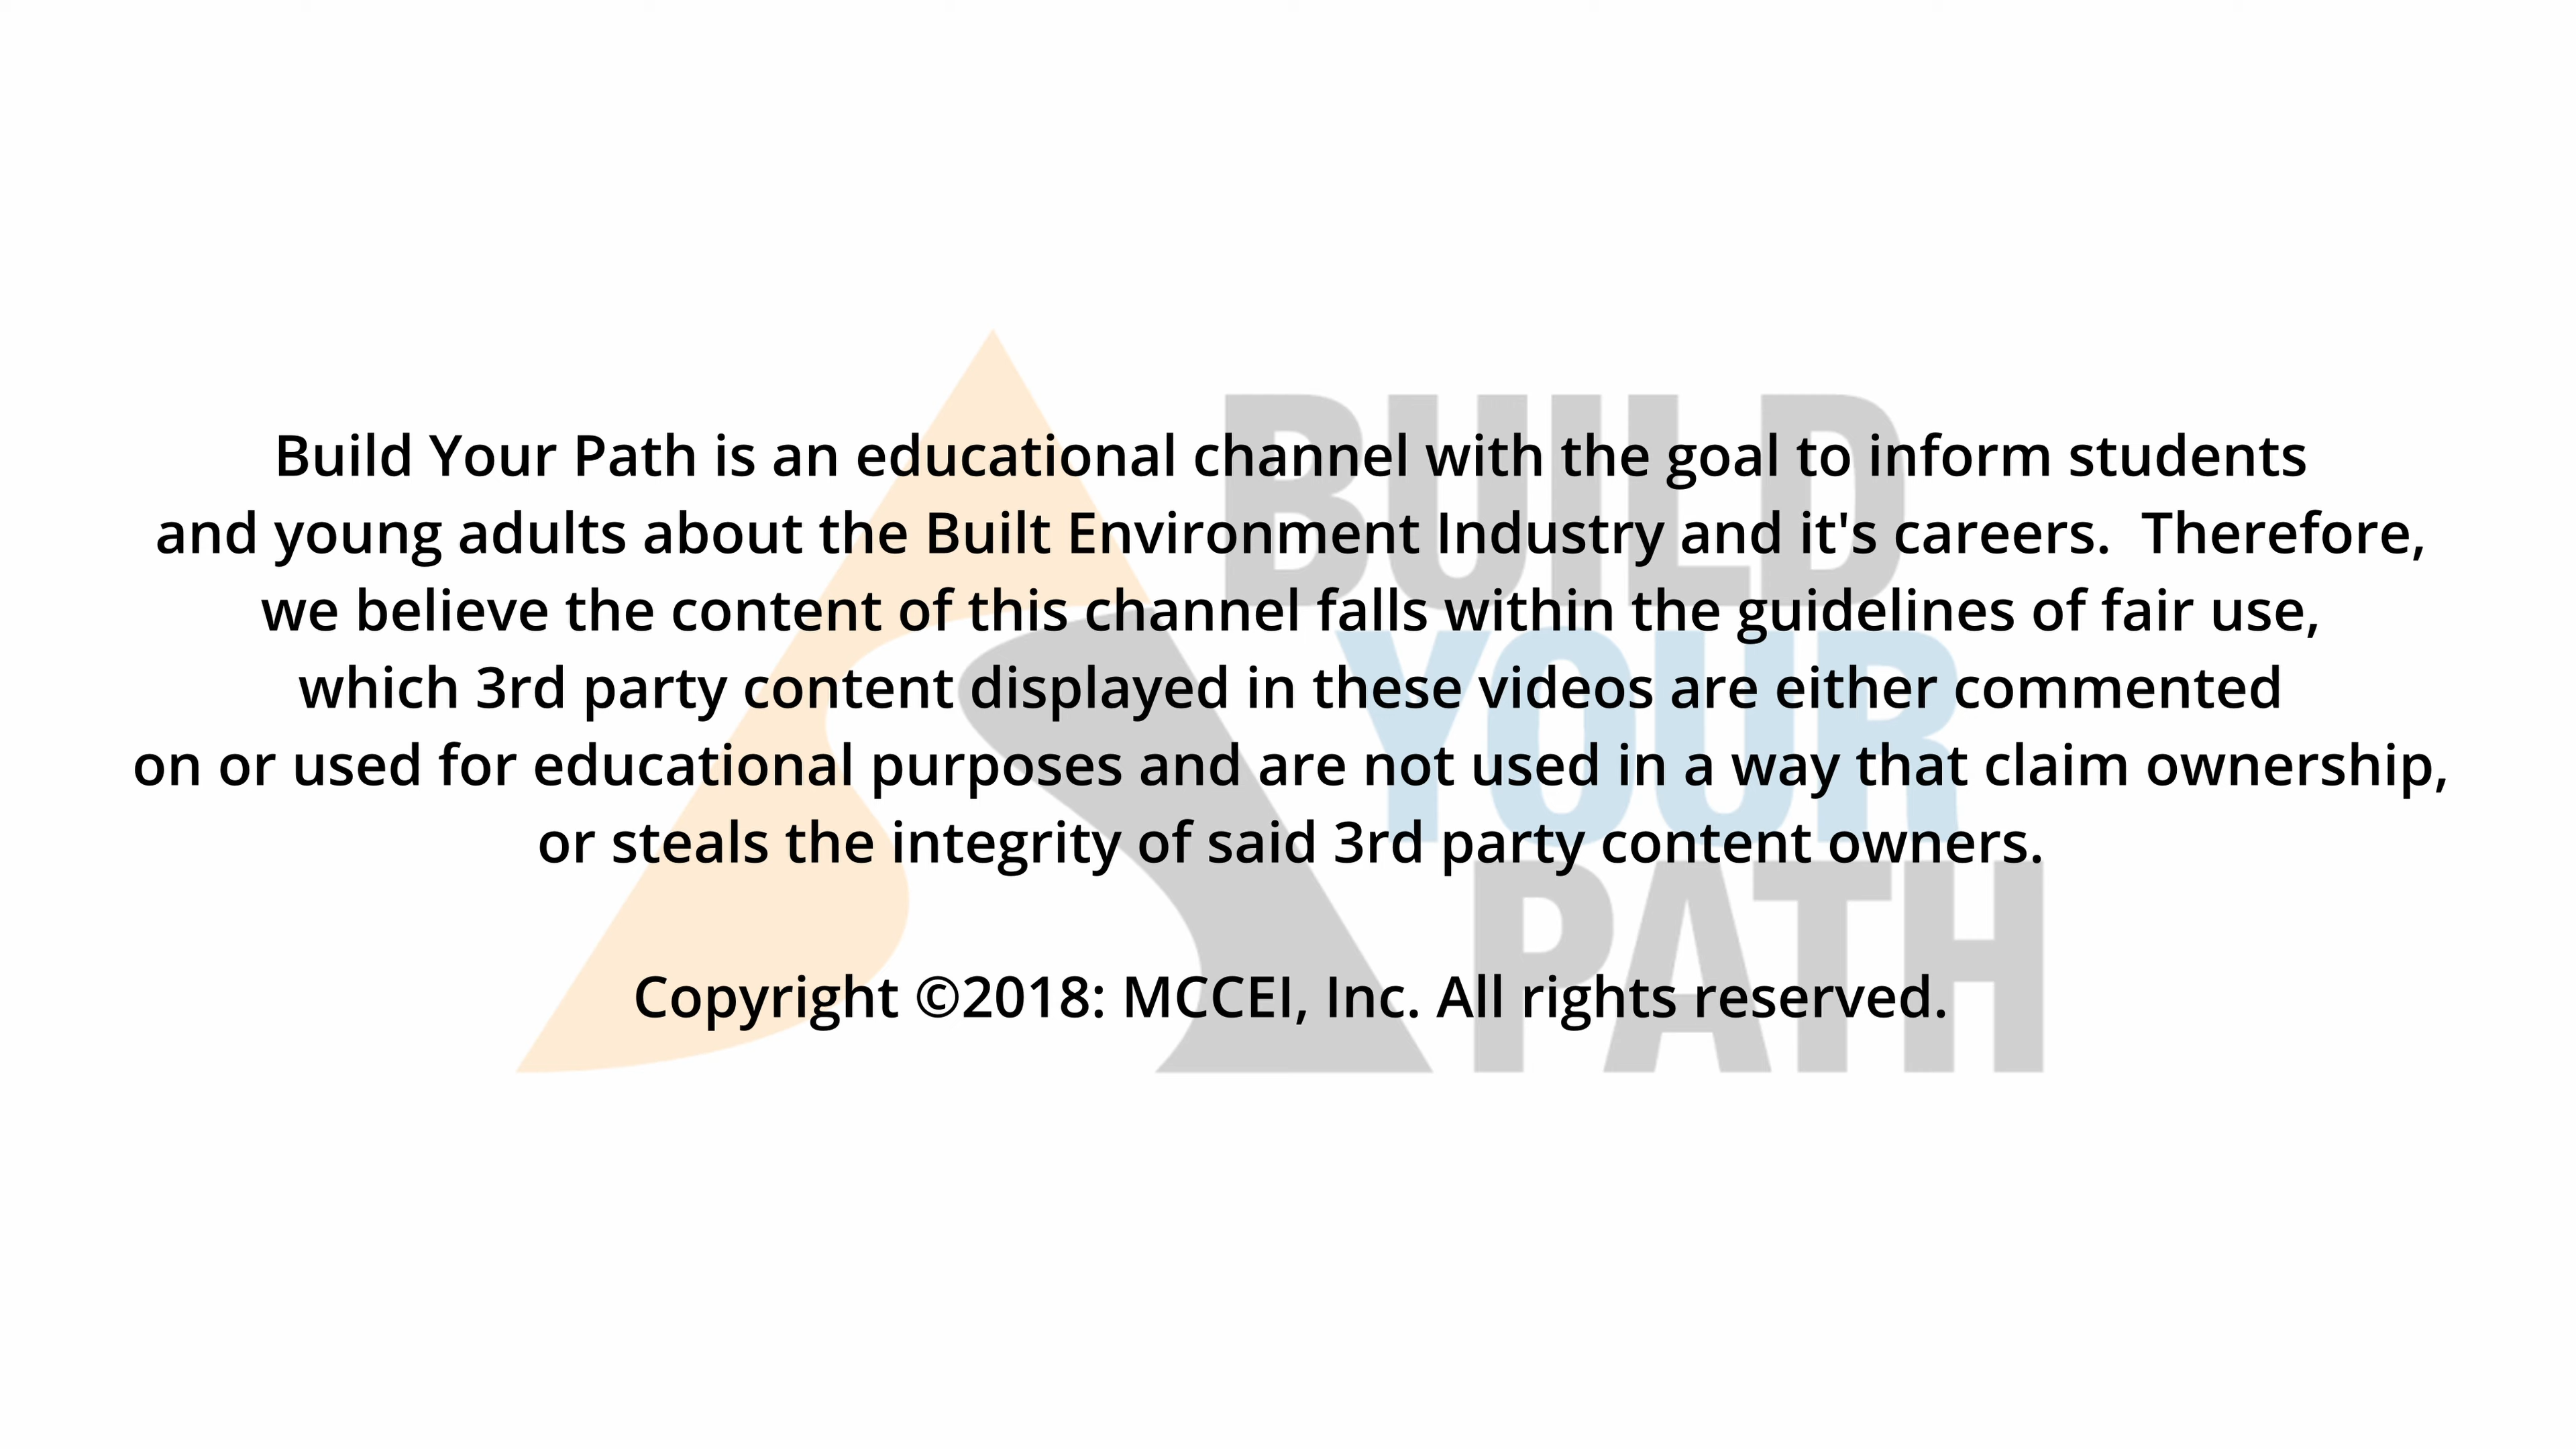 Build Your Path is an educational channel with the goal to inform students
and young adults about the Built Environment Industry and it's careers.  Therefore,
we believe the content of this channel falls within the guidelines of fair use,
which 3rd party content displayed in these videos are either commented
on or used for educational purposes and are not used in a way that claim ownership,
or steals the integrity of said 3rd party content owners.
Copyright ©2018: MCCEI, Inc. All rights reserved.
BUILD
YOUR
PATH